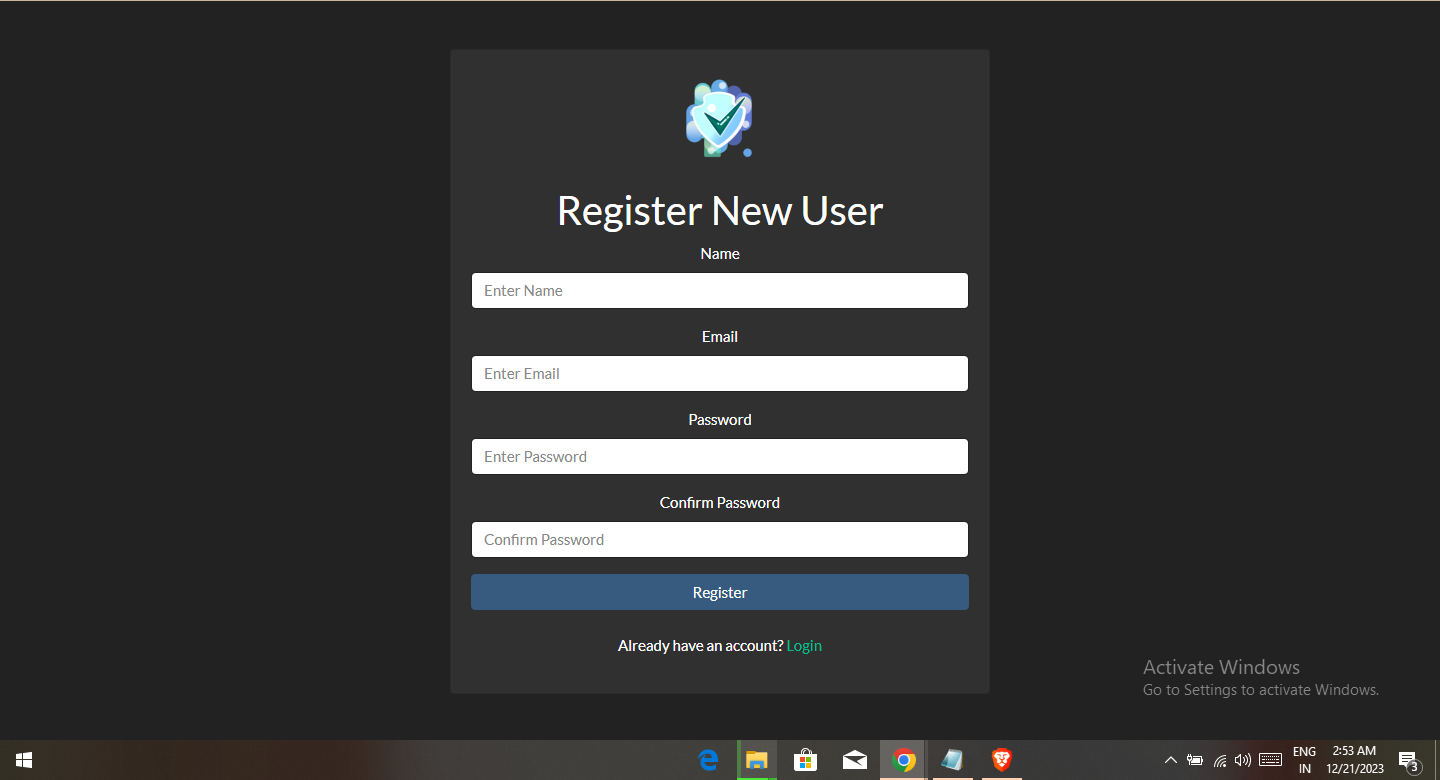 Register New User
Name
Enter Name
Email
Enter Email
Password
Enter Password
Confirm Password
Confirm Password
Register
Already have an account? Login
Activate Windows
Go to Settings to activate Windows.
ENG
IN
2:53 AM
12/21/2023
3